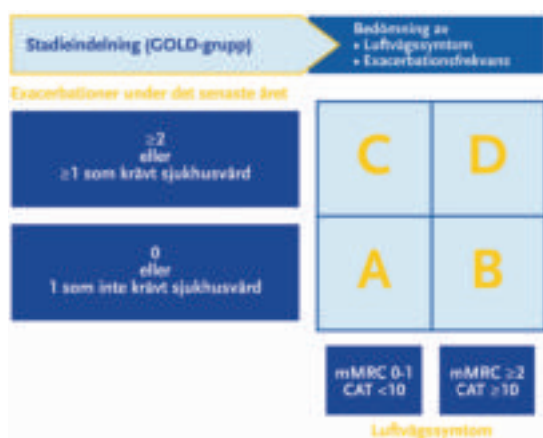 Stadieindelning (GOLD-grupp)
Bedömning av
• Luftvägssymtom
• Exacerbationsfrekvans
Exacerbationer under det senaste året
≥2
eller
≥1 som krävt sjukhusvård
C
D
0
eller
1 som inte krävt sjukhusvård
A
B
mMRC 0-1
CAT <10
mMRC ≥2
CAT ≥10
Luftvägssymtom